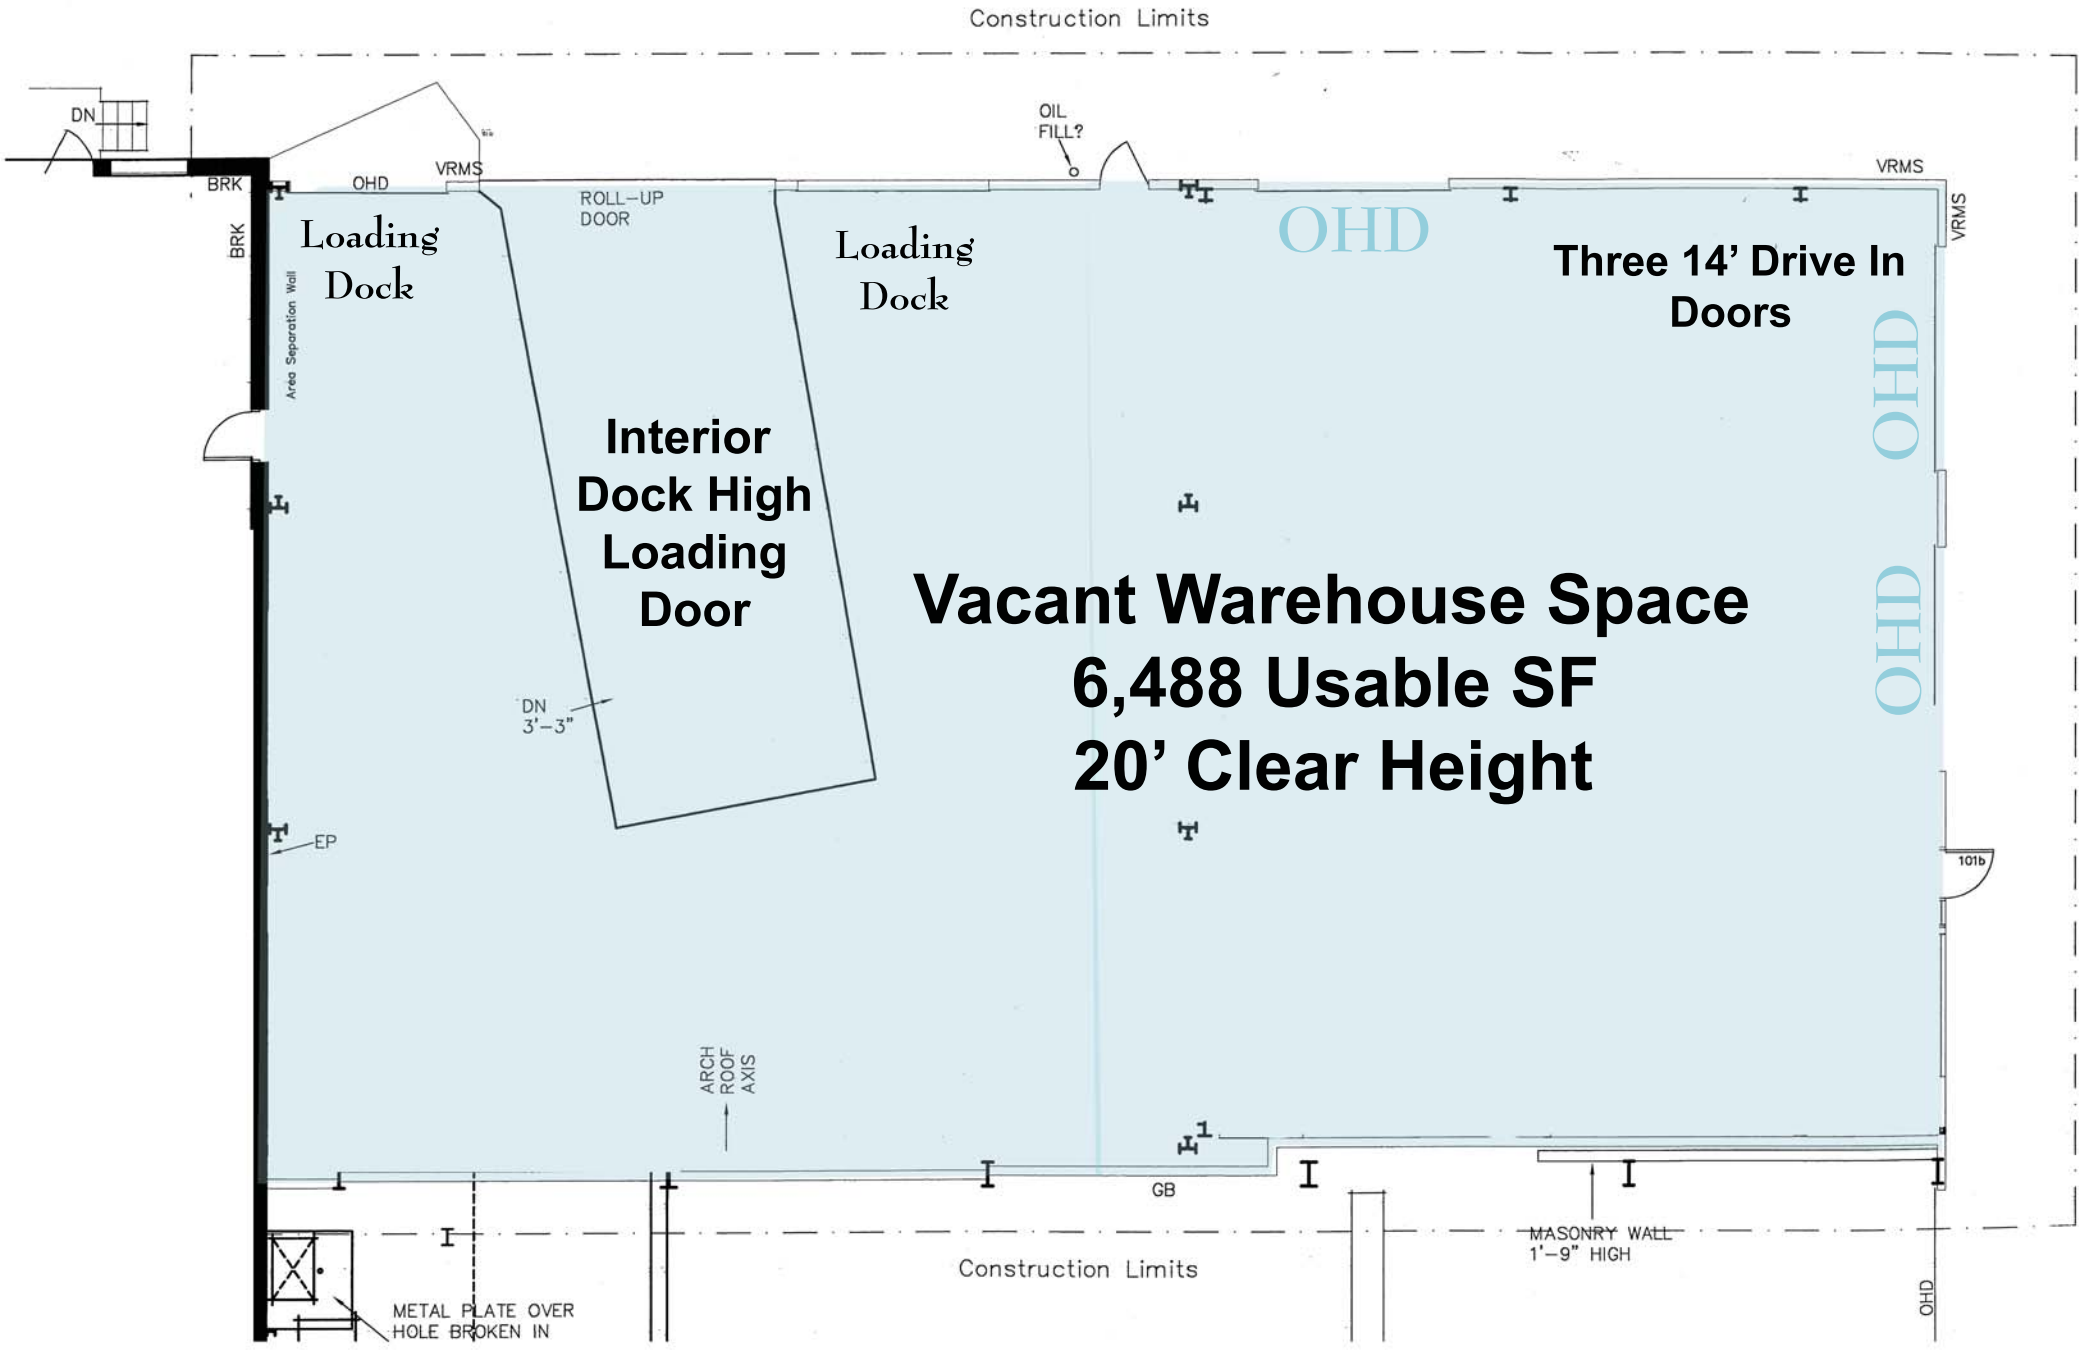 Construction Limits
DN
OIL
FILL?
BRK
OHD
VRMS
VRMS
ROLL-UP
DOOR
BRK
Loading
Dock
Loading
Dock
OHD
VRMS
Three 14’ Drive In
Doors
Area Separation Wall
OHD
Interior
Dock High
Loading
Door
Vacant Warehouse Space
6,488 Usable SF
20’ Clear Height
OHD
DN
3'-3"
EP
101b
ARCH
ROOF
AXIS
1
GB
MASONRY WALL
1'-9" HIGH
Construction Limits
METAL PLATE OVER
HOLE BROKEN IN
OHD